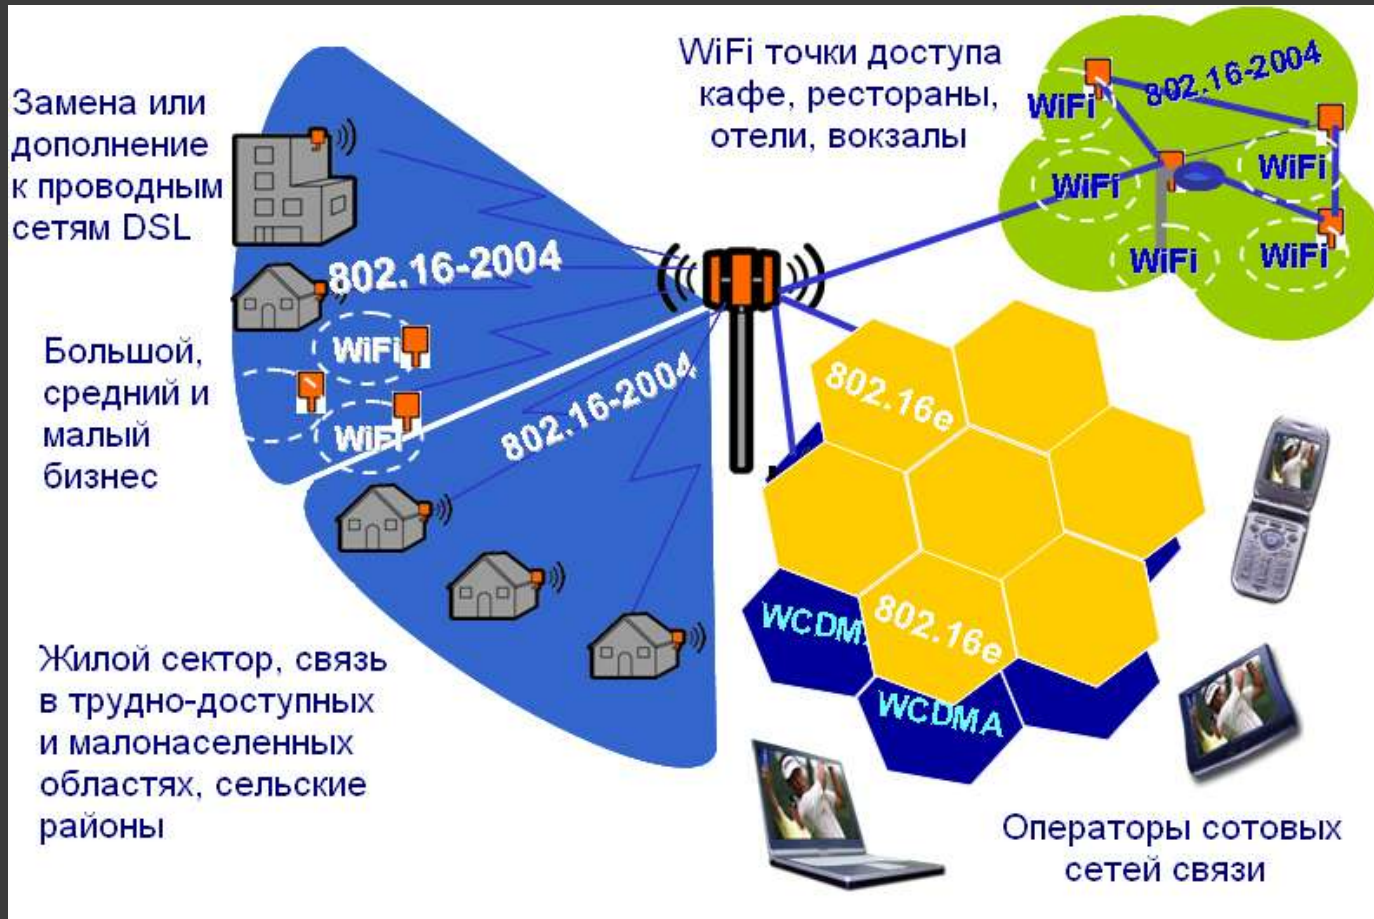 Замена или
дополнение
к проводным
сетям DSL
WiFi точки доступа
кафе, рестораны,
отели, вокзалы
802.16-2004
WiFi
WiFi
WiFi
WiFi
WiFi
802.16-2004
Большой,
средний и
малый
бизнес
WiFi
WiFi
802.16-2004
802.16e
802.16e
WCDMA
Жилой сектор, связь
в трудно-доступных
и малонаселенных
областях, сельские
районы
Операторы сотовых
сетей связи